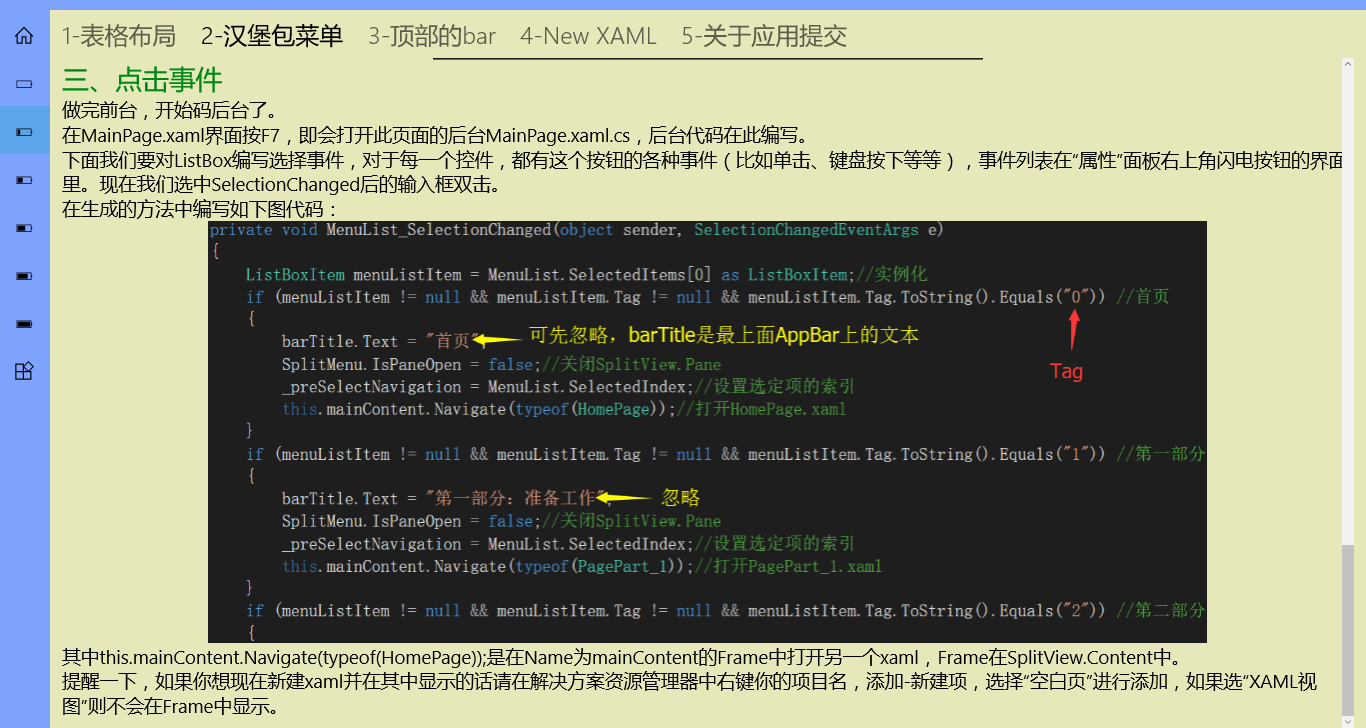 1-表格布局 2-汉堡包菜单 3-顶部的bar 4-New XAML 5-关于应用提交
三、点击事件
做完前台，开始码后台了。
在MainPage.xaml界面按F7，即会打开此页面的后台MainPage.xaml.cs，后台代码在此编写。
下面我们要对ListBox编写选择事件，对于每一个控件，都有这个按钮的各种事件（比如单击、键盘按下等等），事件列表在“属性”面板右上角闪电按钮的界面
里。现在我们选中SelectionChanged后的输入框双击。
在生成的方法中编写如下图代码：
private void MenuList_SelectionChanged(object sender, SelectionChangedEventArgs e)
{
ListBoxItem menuListItem = MenuList.SelectedItems[0] as ListBoxItem;//实例化
if (menuListItem != null && menuListItem.Tag != null && menuListItem.Tag.ToString().Equals("0")) //首页
{
barTitle.Text = "首页"; 可先忽略，barTitle是最上面AppBar上的文本
SplitMenu.IsPaneOpen = false;//关闭SplitView.Pane
Tag
_preSelectNavigation = MenuList.SelectedIndex;//设置选定项的索引
this.mainContent.Navigate(typeof(HomePage));//打开HomePage.xaml
}
if (menuListItem != null && menuListItem.Tag != null && menuListItem.Tag.ToString().Equals("1")) //第一部分
{
barTitle.Text = "第一部分：准备工作"; 忽略
SplitMenu.IsPaneOpen = false;//关闭SplitView.Pane
_preSelectNavigation = MenuList.SelectedIndex;//设置选定项的索引
this.mainContent.Navigate(typeof(PagePart_1));//打开PagePart_1.xaml
}
if (menuListItem != null && menuListItem.Tag != null && menuListItem.Tag.ToString().Equals("2")) //第二部分
{
其中this.mainContent.Navigate(typeof(HomePage));是在Name为mainContent的Frame中打开另一个xaml，Frame在SplitView.Content中。
提醒一下，如果你想现在新建xaml并在其中显示的话请在解决方案资源管理器中右键你的项目名，添加-新建项，选择“空白页”进行添加，如果选“XAML视
图”则不会在Frame中显示。